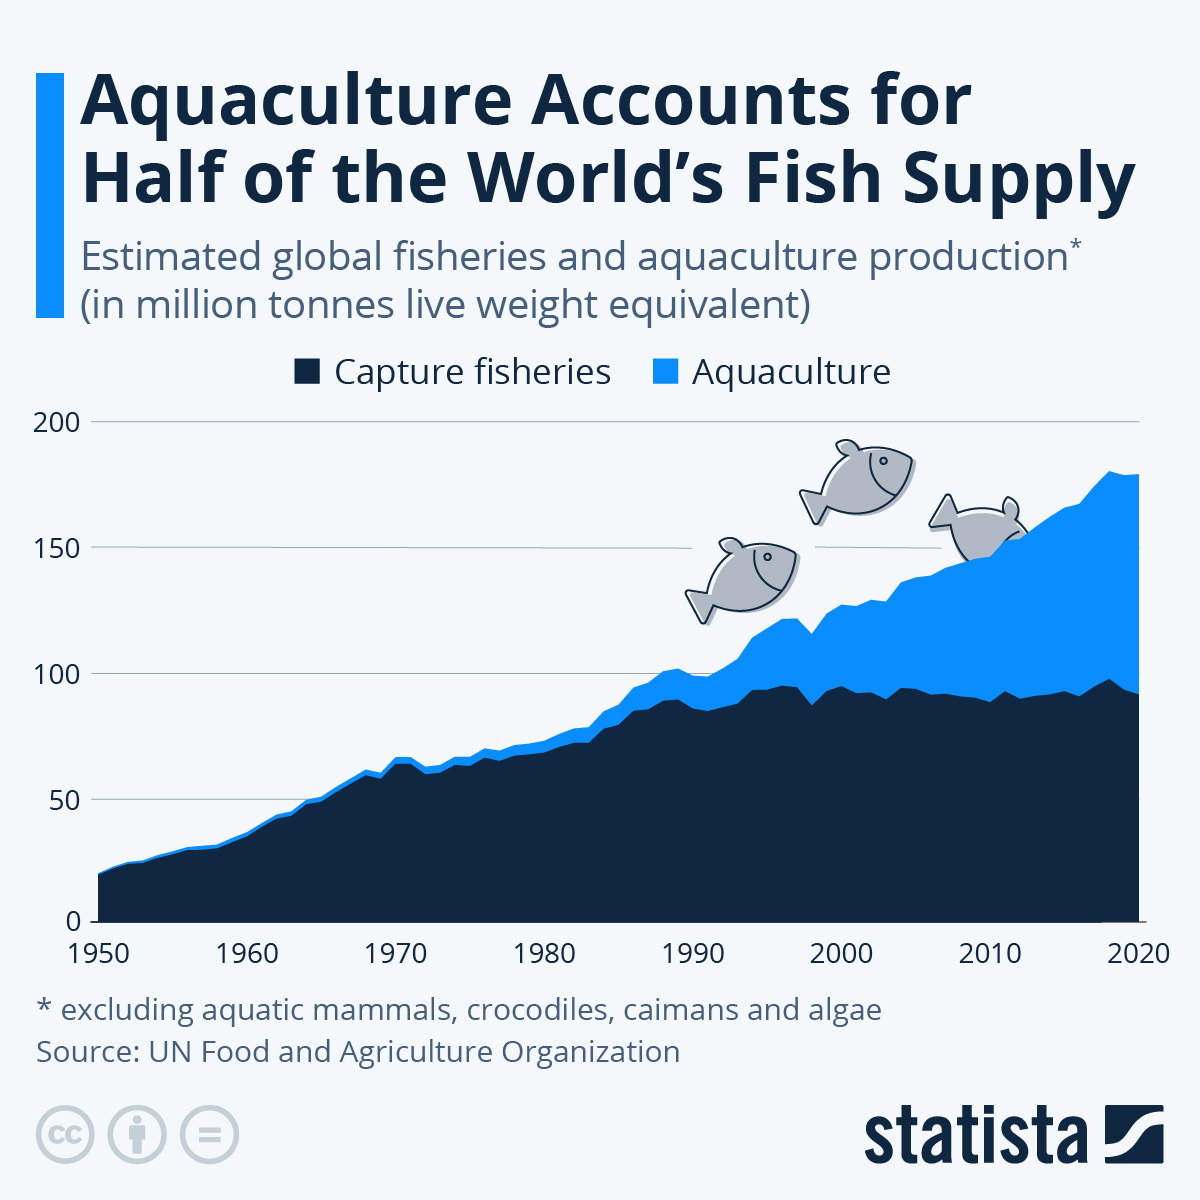 Aquaculture Accounts for
Half of the World's Fish Supply
Estimated global fisheries and aquaculture production*
(in million tonnes live weight equivalent)
Capture fisheries Aquaculture
200
150
100
50
0
1950 1960 1970 1980 1990 2000 2010 2020
* excluding aquatic mammals, crocodiles, caimans and algae
Source: UN Food and Agriculture Organization
cc
statista